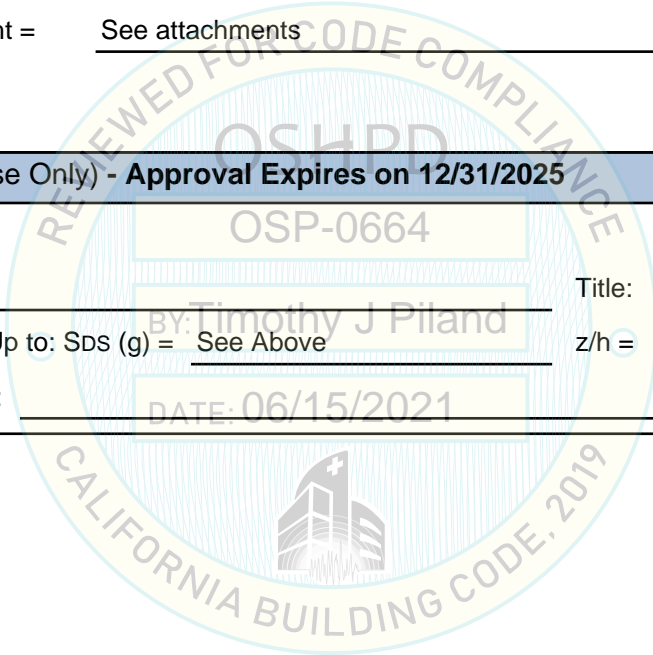 nt = See attachments
REVIEWED FOR CODE COMPLIANCE
OSHPD
se Only) - Approval Expires on 12/31/2025
OSP-0664
Title:
BY: Timothy J Piland
Up to: SDS (g) = See Above z/h =
:
DATE: 06/15/2021
CALIFORNIA BUILDING CODE, 2019